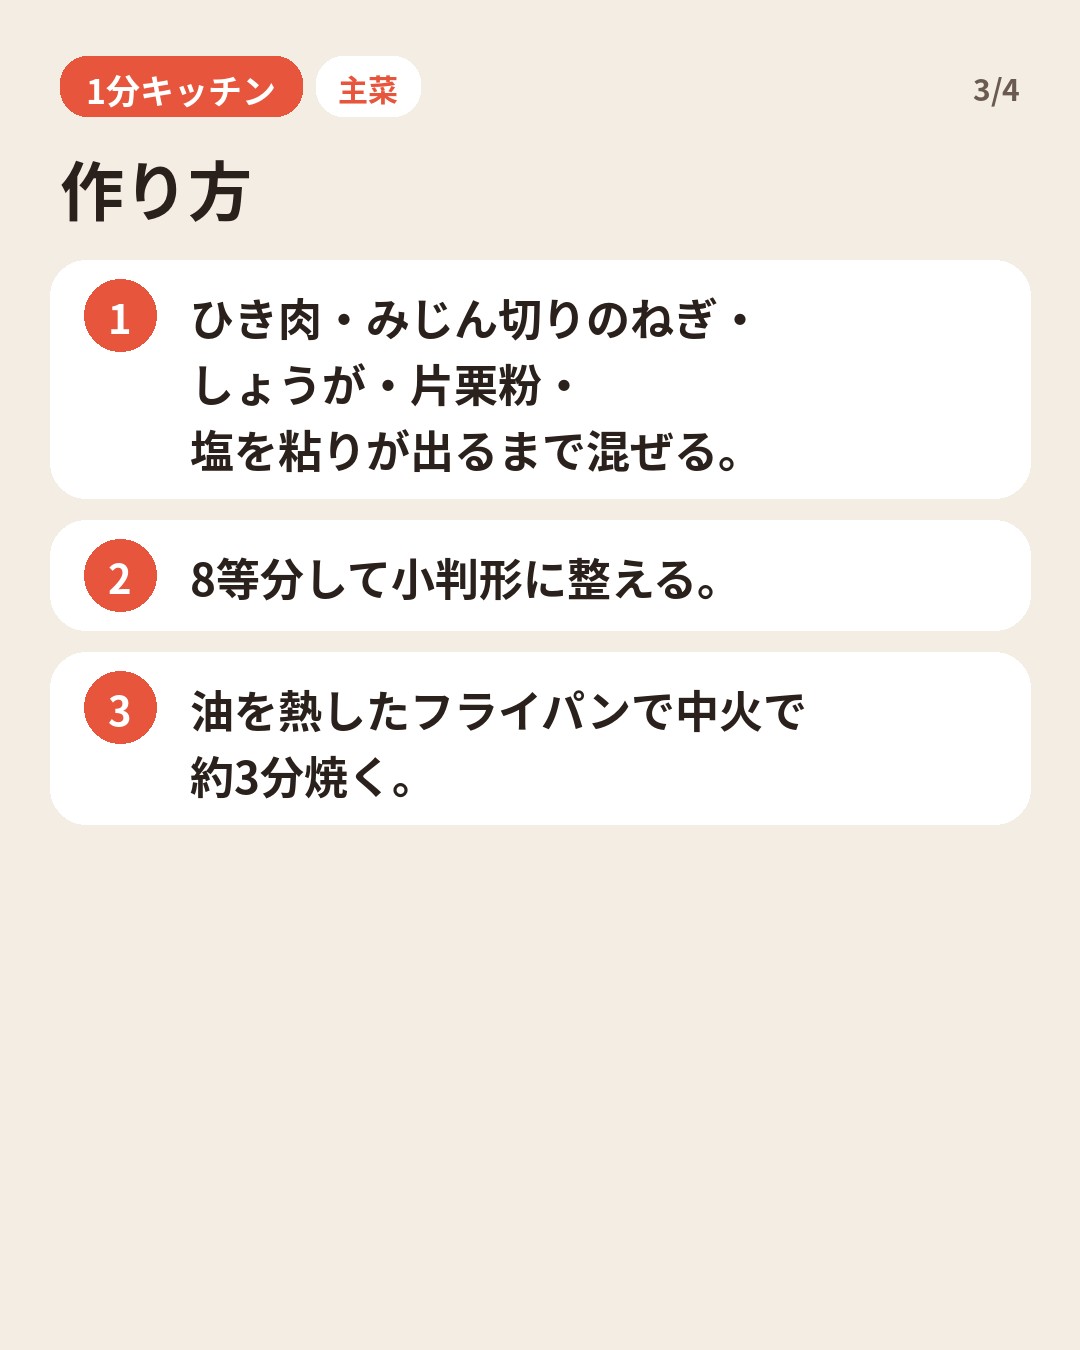 1分キッチン
主菜
3/4
作り方
1
ひき肉・みじん切りのねぎ・
しょうが・片栗粉・
塩を粘りが出るまで混ぜる。
2
8等分して小判形に整える。
3
油を熱したフライパンで中火で
約3分焼く。